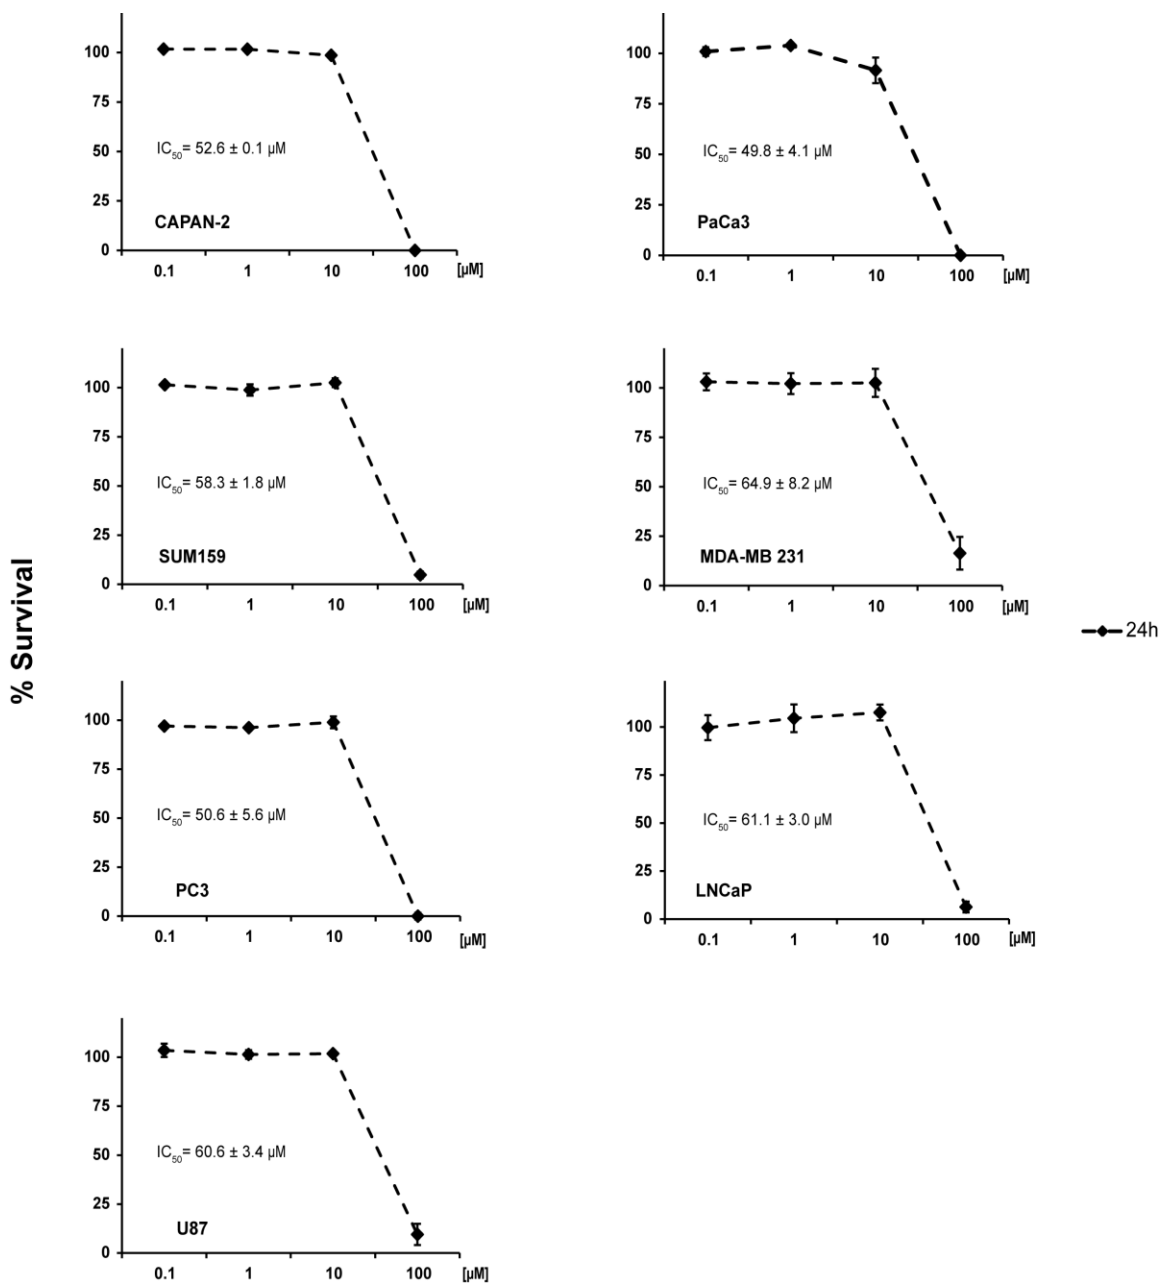 % Survival
100
75
50
25
0
IC50= 52.6 ± 0.1 µM
CAPAN-2
0.1 1 10 100 [µM]
100
75
50
25
0
IC50= 49.8 ± 4.1 µM
PaCa3
0.1 1 10 100 [µM]
100
75
50
25
0
IC50= 58.3 ± 1.8 µM
SUM159
0.1 1 10 100 [µM]
100
75
50
25
0
IC50= 64.9 ± 8.2 µM
MDA-MB 231
0.1 1 10 100 [µM]
24h
100
75
50
25
0
IC50= 50.6 ± 5.6 µM
PC3
0.1 1 10 100 [µM]
100
75
50
25
0
IC50= 61.1 ± 3.0 µM
LNCaP
0.1 1 10 100 [µM]
100
75
50
25
0
IC50= 60.6 ± 3.4 µM
U87
0.1 1 10 100 [µM]